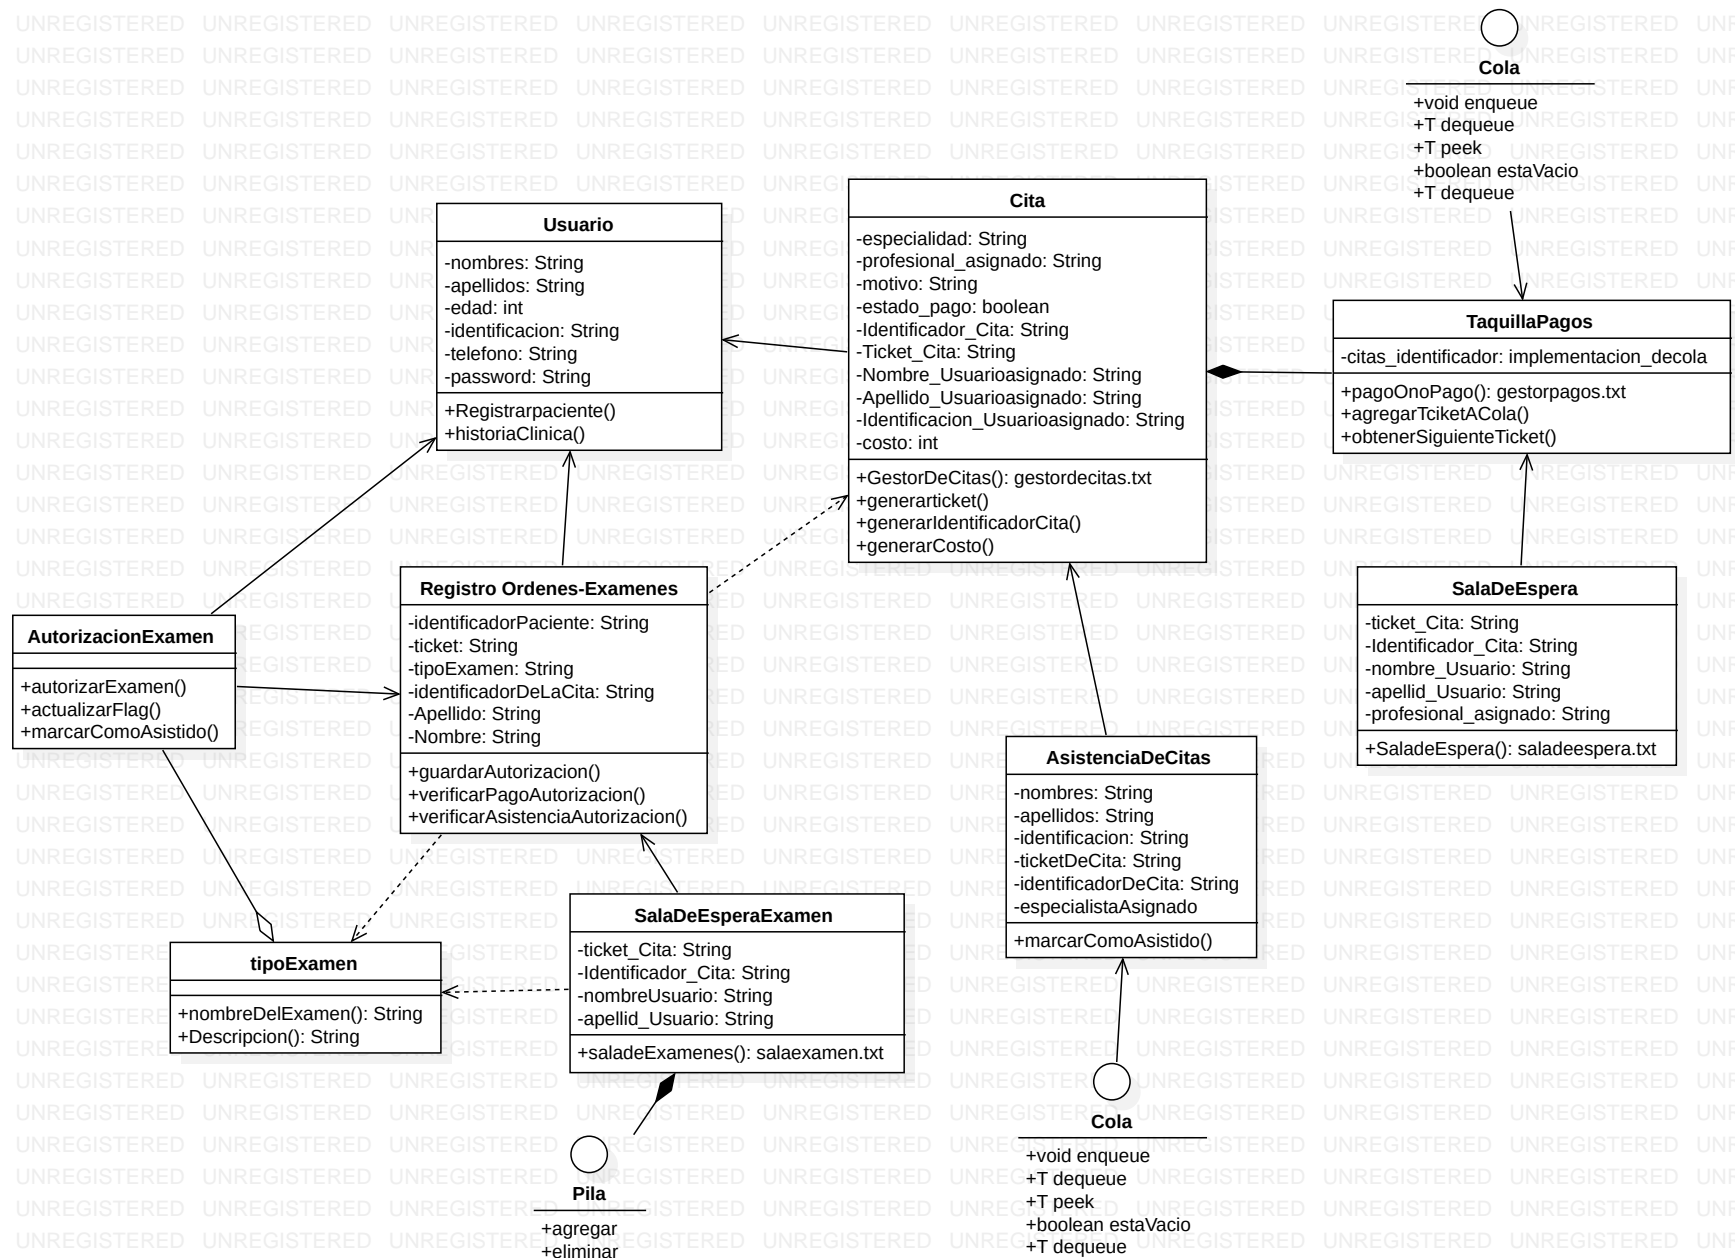 Cola
+void enqueue
+T dequeue
+T peek
+boolean estaVacio
+T dequeue
Usuario
-nombres: String
-apellidos: String
-edad: int
-identificacion: String
-telefono: String
-password: String
+Registrarpaciente()
+historiaClinica()
Cita
-especialidad: String
-profesional_asignado: String
-motivo: String
-estado_pago: boolean
-Identificador_Cita: String
-Ticket_Cita: String
-Nombre_Usuarioasignado: String
-Apellido_Usuarioasignado: String
-Identificacion_Usuarioasignado: String
-costo: int
+GestorDeCitas(): gestordecitas.txt
+generarticket()
+generarIdentificadorCita()
+generarCosto()
TaquillaPagos
-citas_identificador: implementacion_decola
+pagoOnoPago(): gestorpagos.txt
+agregarTciketACola()
+obtenerSiguienteTicket()
AutorizacionExamen
+autorizarExamen()
+actualizarFlag()
+marcarComoAsistido()
Registro Ordenes-Examenes
-identificadorPaciente: String
-ticket: String
-tipoExamen: String
-identificadorDeLaCita: String
-Apellido: String
-Nombre: String
+guardarAutorizacion()
+verificarPagoAutorizacion()
+verificarAsistenciaAutorizacion()
SalaDeEspera
-ticket_Cita: String
-Identificador_Cita: String
-nombre_Usuario: String
-apellid_Usuario: String
-profesional_asignado: String
+SaladeEspera(): saladeespera.txt
AsistenciaDeCitas
-nombres: String
-apellidos: String
-identificacion: String
-ticketDeCita: String
-identificadorDeCita: String
-especialistaAsignado
+marcarComoAsistido()
tipoExamen
+nombreDelExamen(): String
+Descripcion(): String
SalaDeEsperaExamen
-ticket_Cita: String
-Identificador_Cita: String
-nombreUsuario: String
-apellid_Usuario: String
+saladeExamenes(): salaexamen.txt
Pila
+agregar
+eliminar
Cola
+void enqueue
+T dequeue
+T peek
+boolean estaVacio
+T dequeue
UNREGISTERED